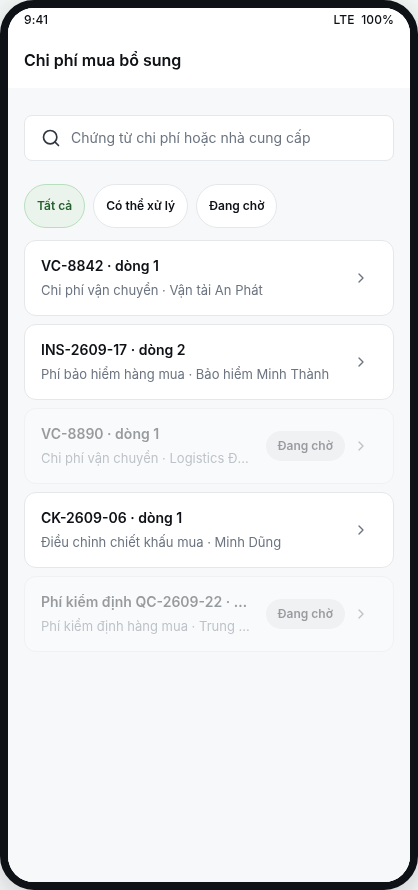 9:41 LTE 100%
Chi phí mua bổ sung
Chứng từ chi phí hoặc nhà cung cấp
Tất cả Có thể xử lý Đang chờ
VC-8842 · dòng 1
Chi phí vận chuyển · Vận tải An Phát
INS-2609-17 · dòng 2
Phí bảo hiểm hàng mua · Bảo hiểm Minh Thành
VC-8890 · dòng 1
Chi phí vận chuyển · Logistics Đ...
Đang chờ
CK-2609-06 · dòng 1
Điều chỉnh chiết khấu mua · Minh Dũng
Phí kiểm định QC-2609-22 · ...
Phí kiểm định hàng mua · Trung ...
Đang chờ